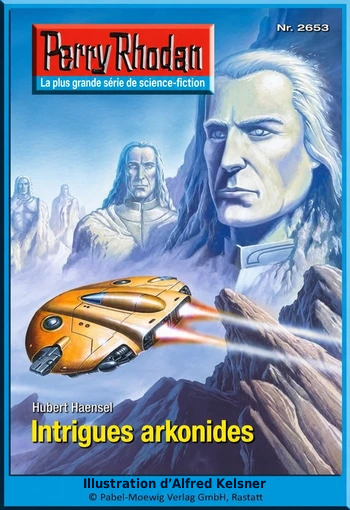 Nr. 2653
Perry Rhodan
La plus grande série de science-fiction
Hubert Haensel
Intrigues arkonides
Illustration d'Alfred Kelsner
© Pabel-Moewig Verlag GmbH, Rastatt